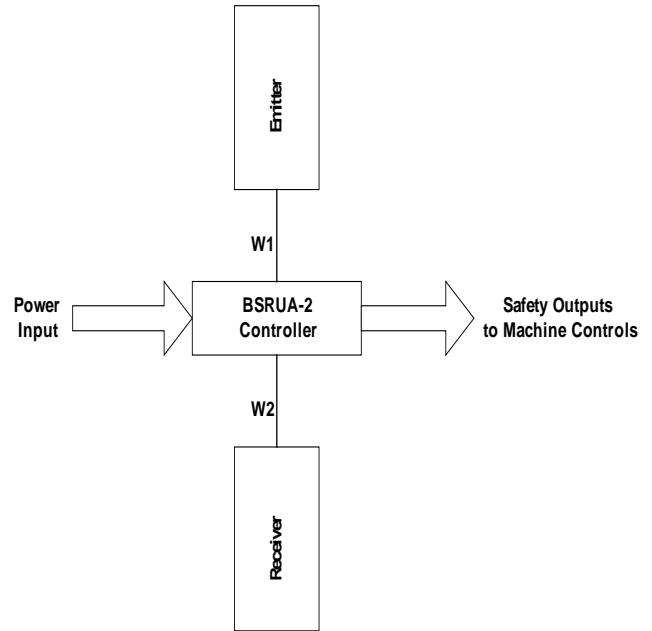 Emitter
W1
Power
Input
BSRUA-2
Controller
Safety Outputs
to Machine Controls
W2
Receiver